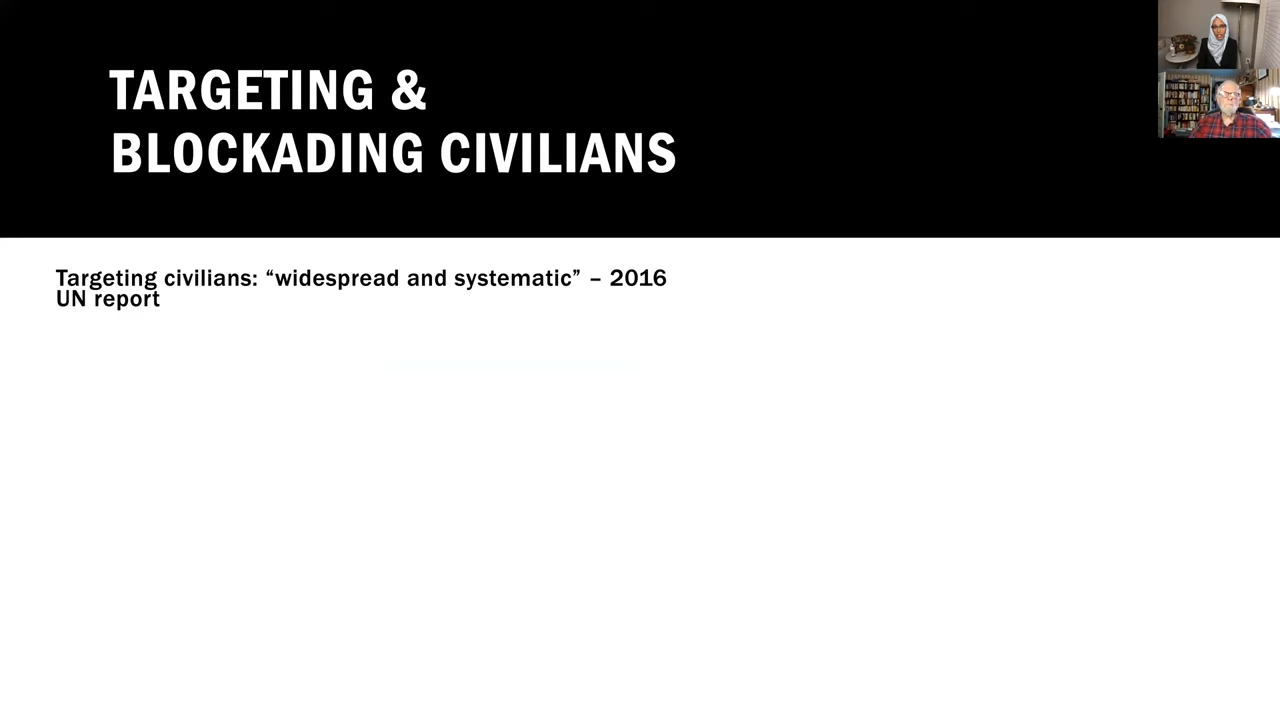 TARGETING &
BLOCKADING CIVILIANS
Targeting civilians: “widespread and systematic” – 2016
UN report